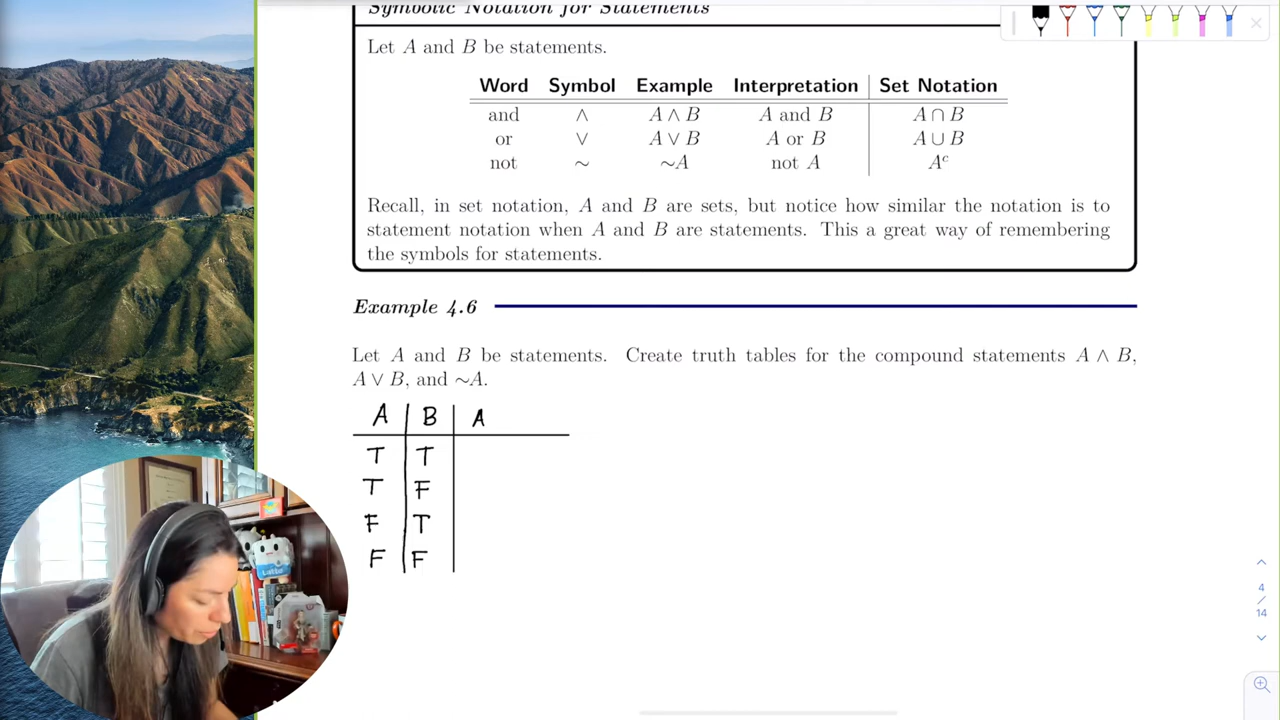 Symbolic Notation for Statements
Let A and B be statements.
Word Symbol Example Interpretation Set Notation
and ∧ A ∧ B A and B A ∩ B
or ∨ A ∨ B A or B A ∪ B
not ∼ ∼A not A Aᶜ
Recall, in set notation, A and B are sets, but notice how similar the notation is to
statement notation when A and B are statements. This a great way of remembering
the symbols for statements.
Example 4.6
Let A and B be statements. Create truth tables for the compound statements A ∧ B,
A ∨ B, and ∼A.
A B A
T T
T F
F T
F F
4
/
14